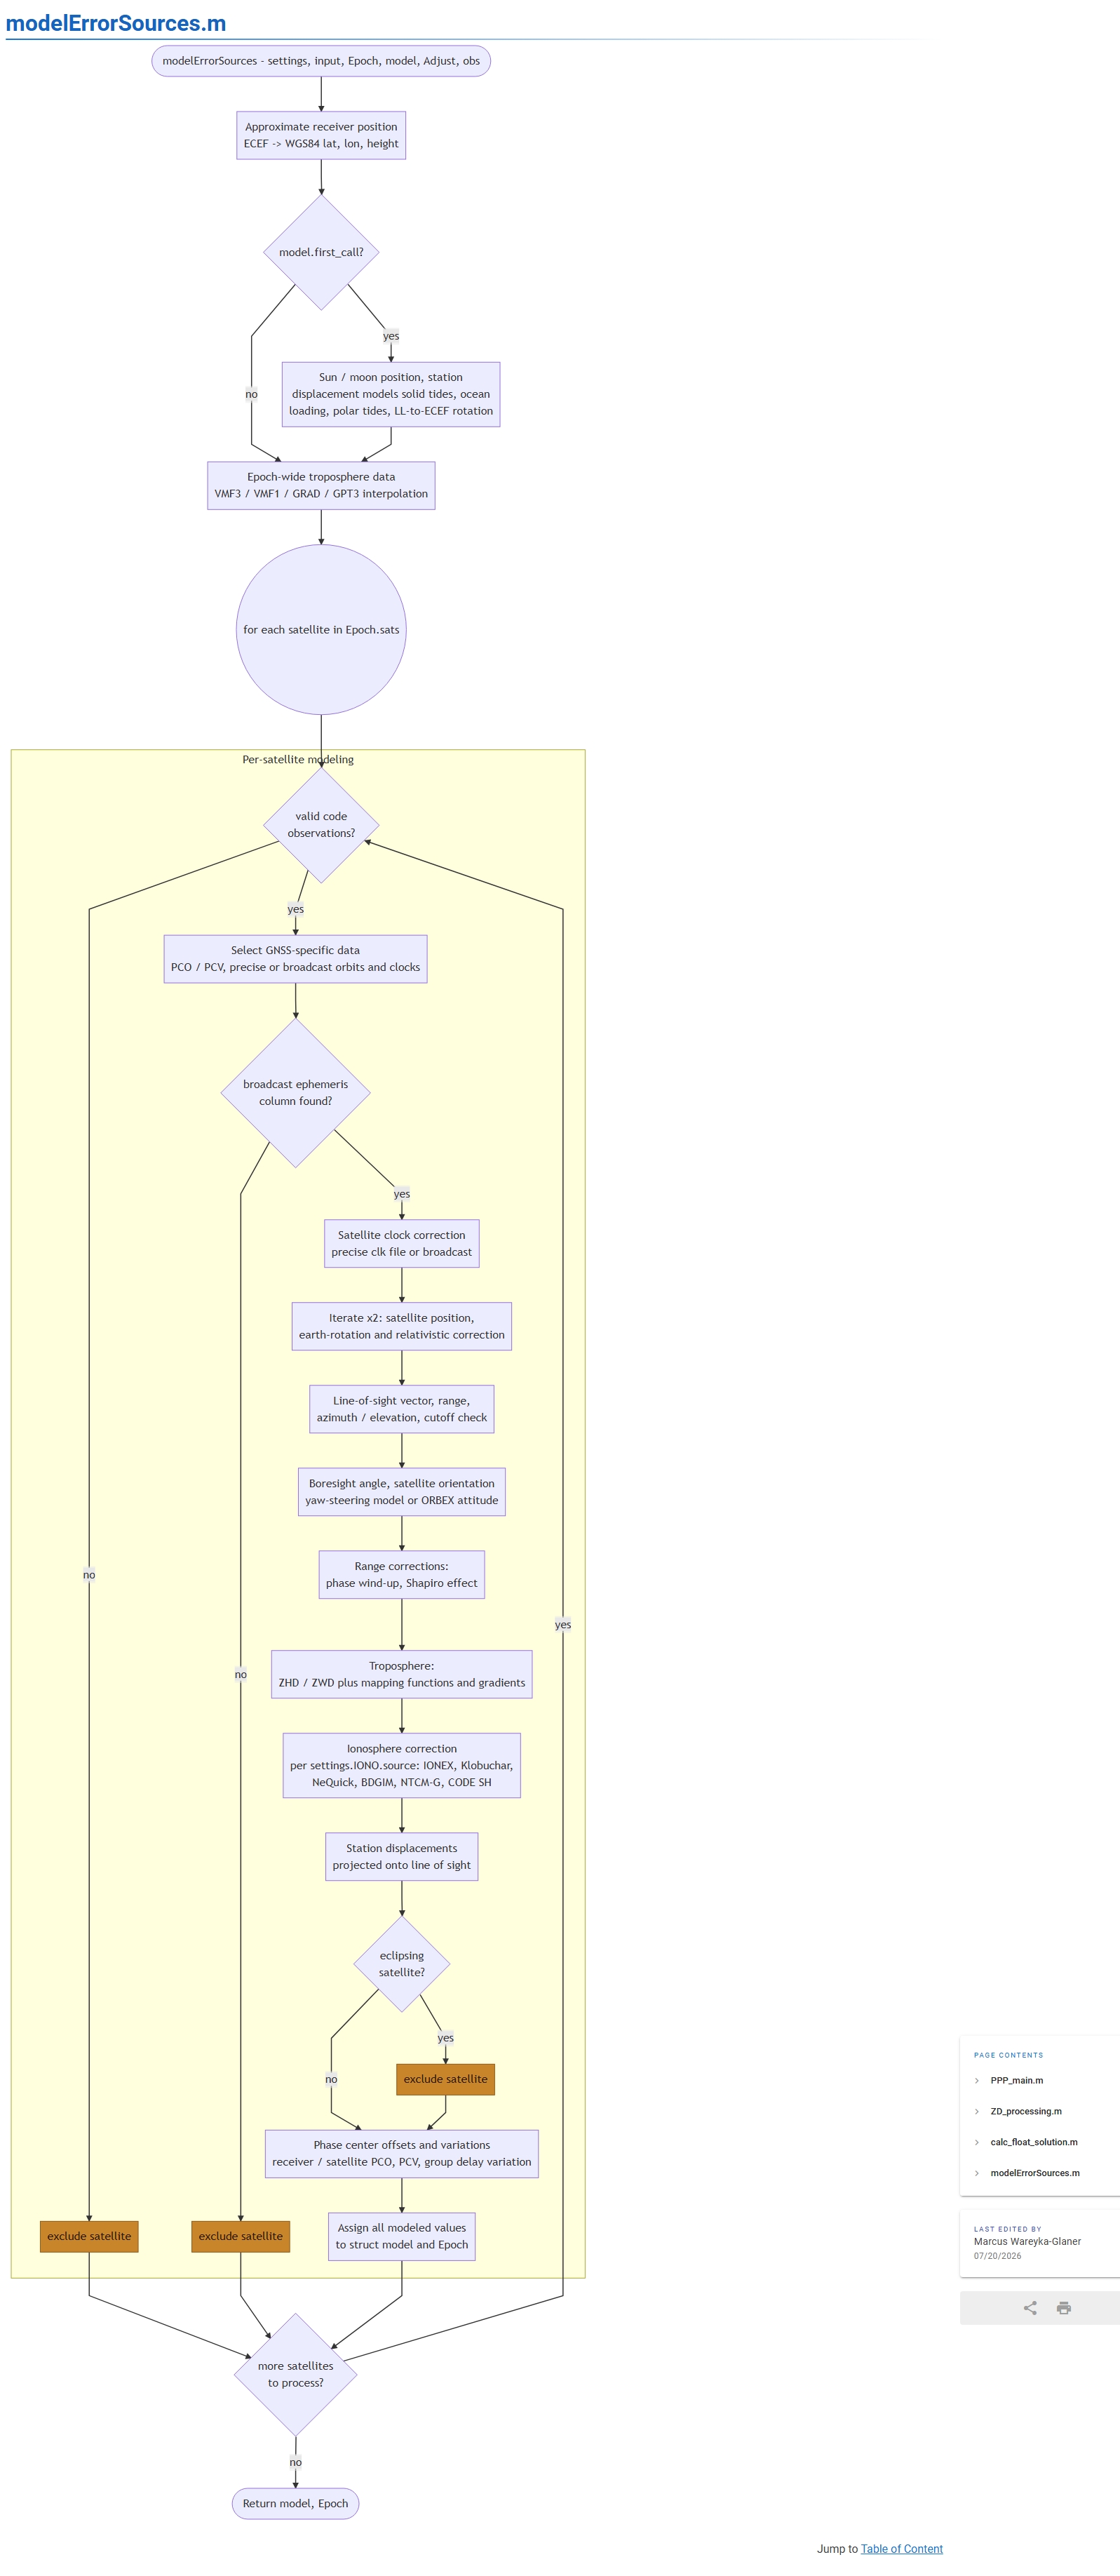 modelErrorSources.m
modelErrorSources - settings, input, Epoch, model, Adjust, obs
Approximate receiver position
ECEF -> WGS84 lat, lon, height
model.first_call?
yes
no
Sun / moon position, station
displacement models solid tides, ocean
loading, polar tides, LL-to-ECEF rotation
Epoch-wide troposphere data
VMF3 / VMF1 / GRAD / GPT3 interpolation
for each satellite in Epoch.sats
Per-satellite modeling
valid code
observations?
yes
Select GNSS-specific data
PCO / PCV, precise or broadcast orbits and clocks
broadcast ephemeris
column found?
yes
Satellite clock correction
precise clk file or broadcast
Iterate x2: satellite position,
earth-rotation and relativistic correction
Line-of-sight vector, range,
azimuth / elevation, cutoff check
Boresight angle, satellite orientation
yaw-steering model or ORBEX attitude
Range corrections:
phase wind-up, Shapiro effect
no
yes
Troposphere:
ZHD / ZWD plus mapping functions and gradients
no
Ionosphere correction
per settings.IONO.source: IONEX, Klobuchar,
NeQuick, BDGIM, NTCM-G, CODE SH
Station displacements
projected onto line of sight
eclipsing
satellite?
yes
no
exclude satellite
Phase center offsets and variations
receiver / satellite PCO, PCV, group delay variation
exclude satellite
exclude satellite
Assign all modeled values
to struct model and Epoch
more satellites
to process?
no
Return model, Epoch
PAGE CONTENTS
PPP_main.m
ZD_processing.m
calc_float_solution.m
modelErrorSources.m
LAST EDITED BY
Marcus Wareyka-Glaner
07/20/2026
Jump to Table of Content